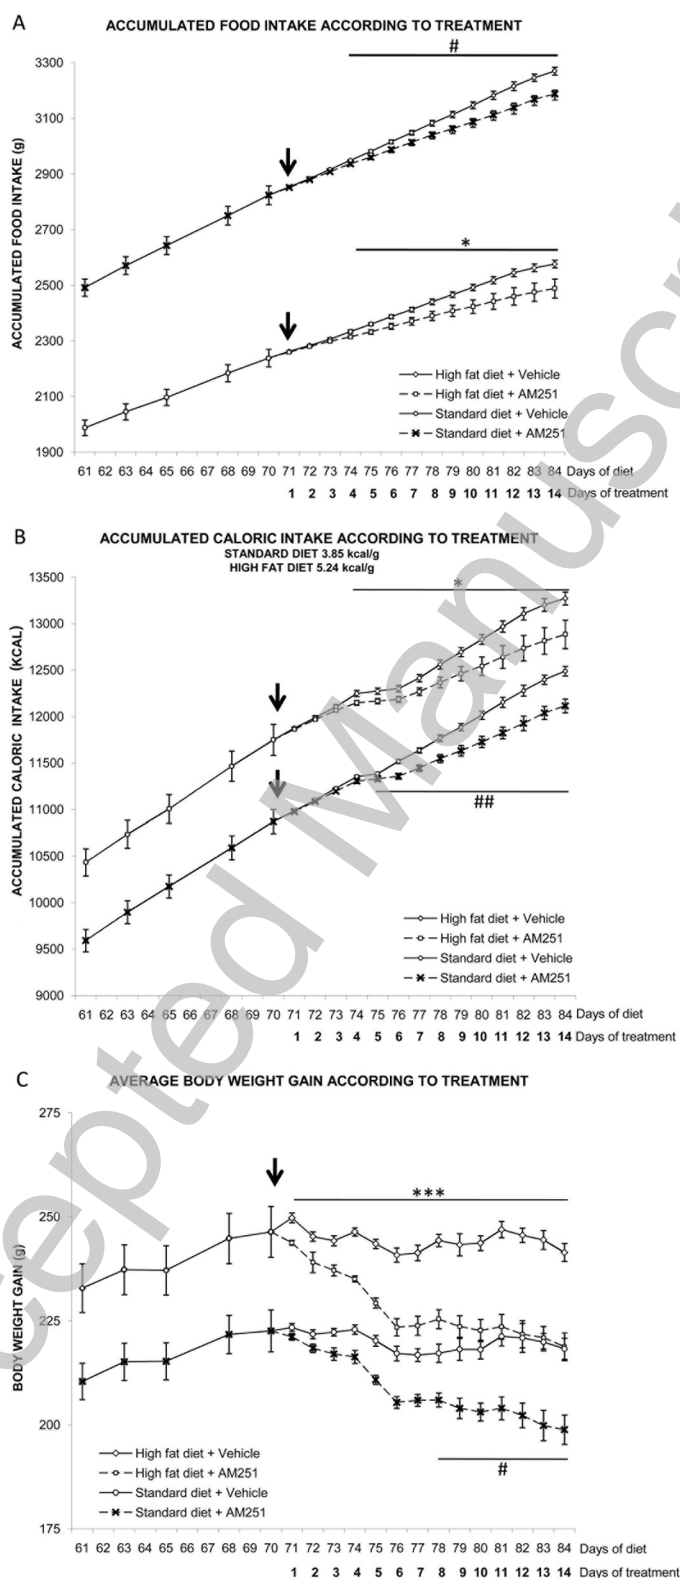 A
ACCUMULATED FOOD INTAKE ACCORDING TO TREATMENT
#
3300
3100
2900
2700
2500
2300
2100
1900
ACCUMULATED FOOD INTAKE (g)
*
High fat diet + Vehicle
High fat diet + AM251
Standard diet + Vehicle
Standard diet + AM251
61 62 63 64 65 66 67 68 69 70 71 72 73 74 75 76 77 78 79 80 81 82 83 84 Days of diet
1 2 3 4 5 6 7 8 9 10 11 12 13 14 Days of treatment
B
ACCUMULATED CALORIC INTAKE ACCORDING TO TREATMENT
STANDARD DIET 3.85 kcal/g
HIGH FAT DIET 5.24 kcal/g
*
13500
13000
12500
12000
11500
11000
10500
10000
9500
9000
ACCUMULATED CALORIC INTAKE (KCAL)
##
High fat diet + Vehicle
High fat diet + AM251
Standard diet + Vehicle
Standard diet + AM251
61 62 63 64 65 66 67 68 69 70 71 72 73 74 75 76 77 78 79 80 81 82 83 84 Days of diet
1 2 3 4 5 6 7 8 9 10 11 12 13 14 Days of treatment
C
AVERAGE BODY WEIGHT GAIN ACCORDING TO TREATMENT
275
250
225
200
175
BODY WEIGHT GAIN (g)
***
High fat diet + Vehicle
High fat diet + AM251
Standard diet + Vehicle
Standard diet + AM251
#
61 62 63 64 65 66 67 68 69 70 71 72 73 74 75 76 77 78 79 80 81 82 83 84 Days of diet
1 2 3 4 5 6 7 8 9 10 11 12 13 14 Days of treatment
cepted Manusc